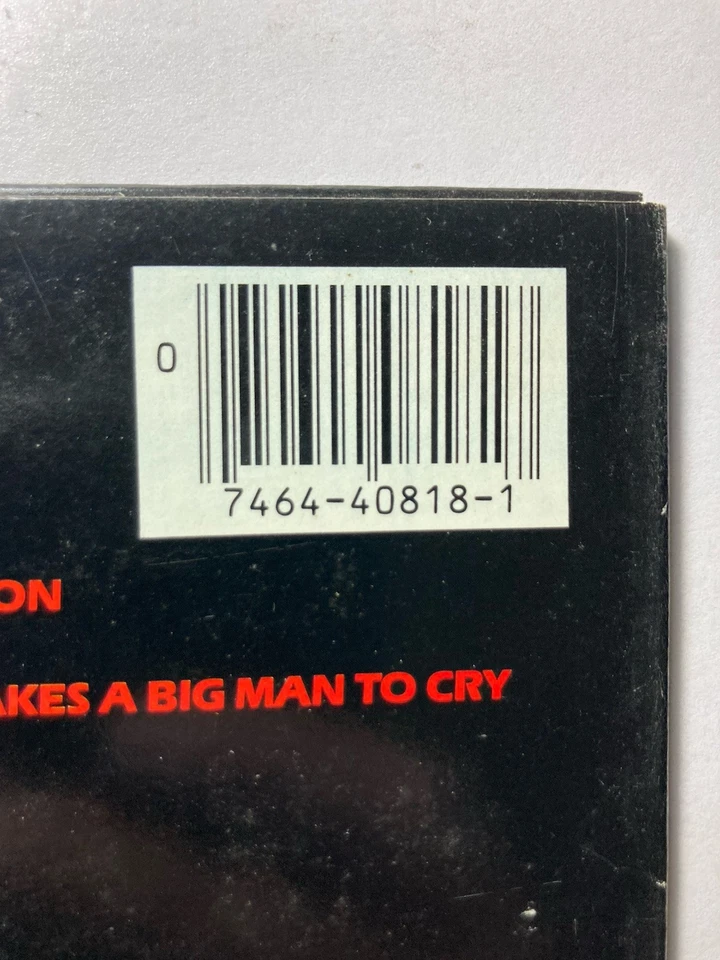 0
7464-40818-1
ON
AKES A BIG MAN TO CRY